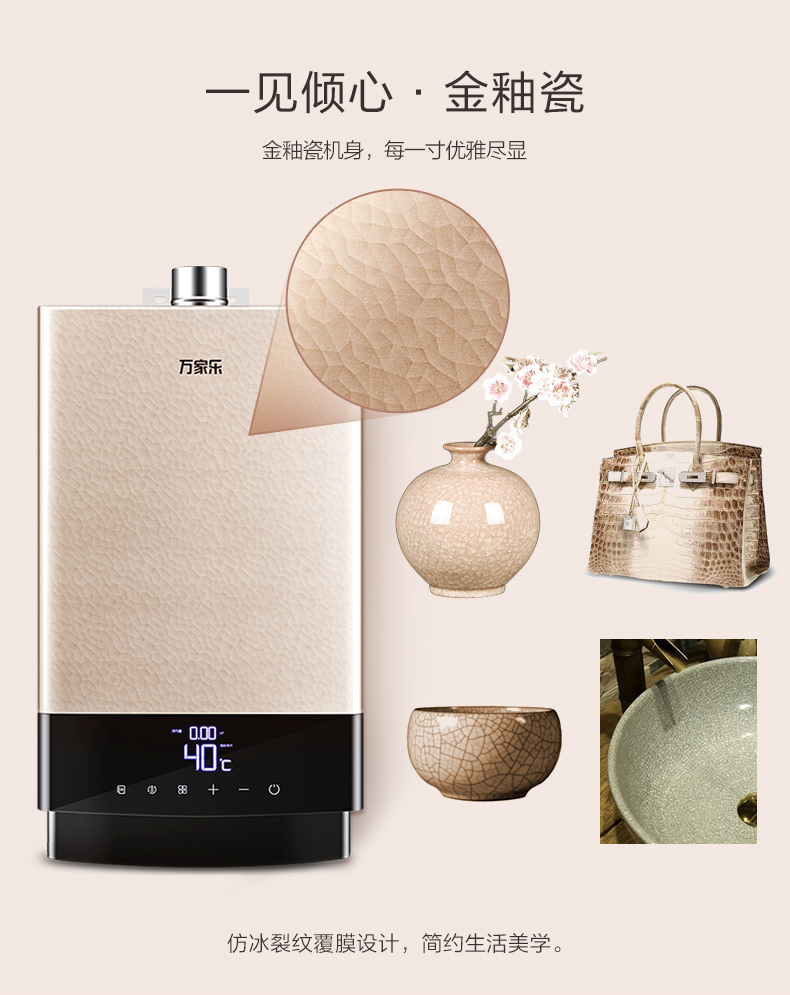 一见倾心 · 金釉瓷
金釉瓷机身，每一寸优雅尽显
万家乐
0.00
40℃
仿冰裂纹覆膜设计，简约生活美学。